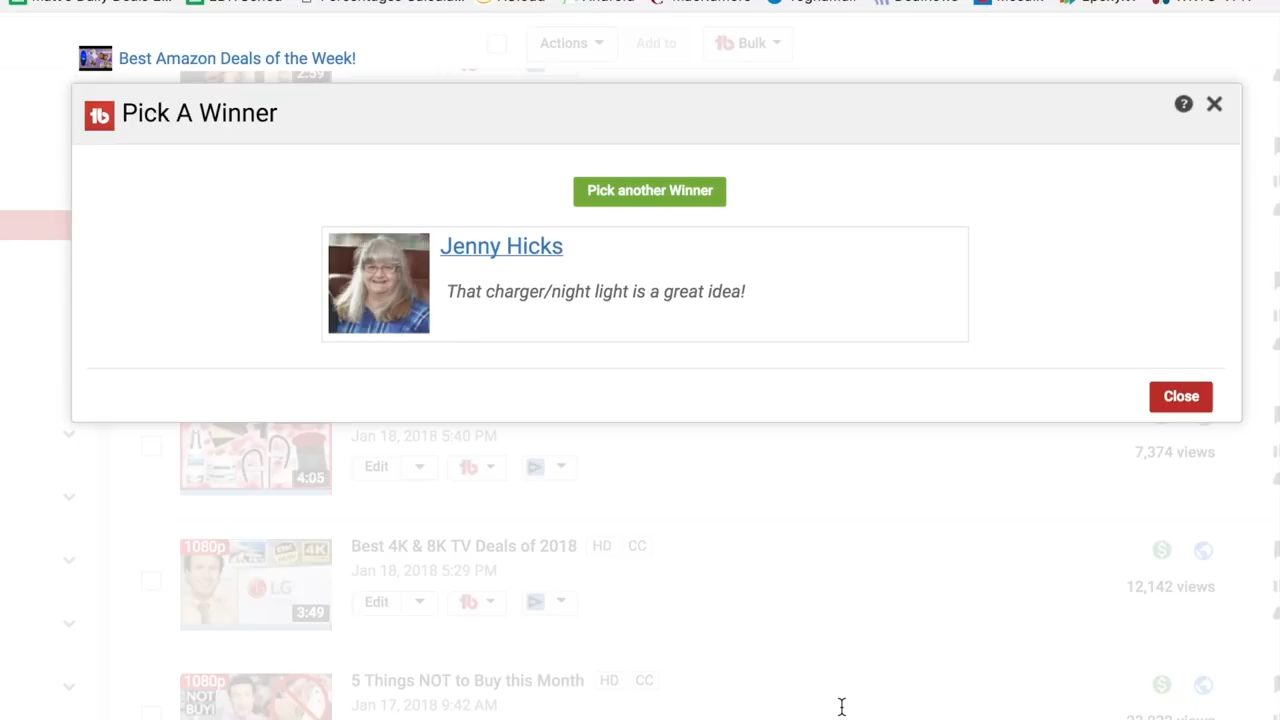 Actions
Add to
Bulk
Best Amazon Deals of the Week!
2:59
Pick A Winner
Pick another Winner
Jenny Hicks
That charger/night light is a great idea!
Close
Jan 18, 2018 5:40 PM
7,374 views
Edit
4:05
1080p
Best 4K & 8K TV Deals of 2018 HD CC
4K
Jan 18, 2018 5:29 PM
12,142 views
LG
Edit
3:49
1080p
5 Things NOT to Buy this Month HD CC
NOT
BUY!
Jan 17, 2018 9:42 AM